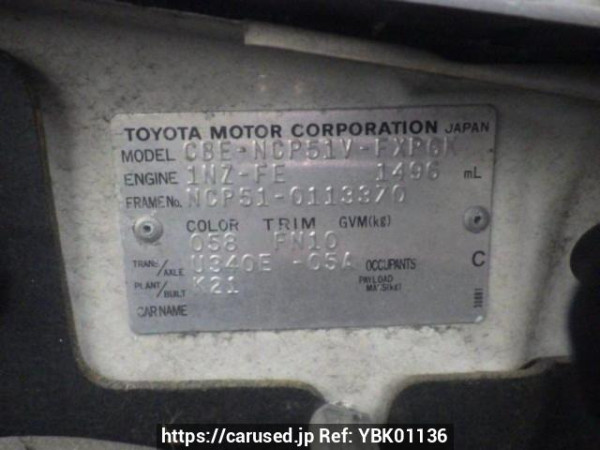 TOYOTA MOTOR CORPORATION JAPAN
MODEL CBE-NCP51V-FXPGK
ENGINE 1NZ-FE 1496 mL
FRAME No. NCP51-0113370
COLOR TRIM GVM(kg)
058 FN10
TRANS/AXLE U340E -05A OCCUPANTS C
PLANT/BUILT K21 PAYLOAD MAS(kg)
CAR NAME
https://carused.jp Ref: YBK01136